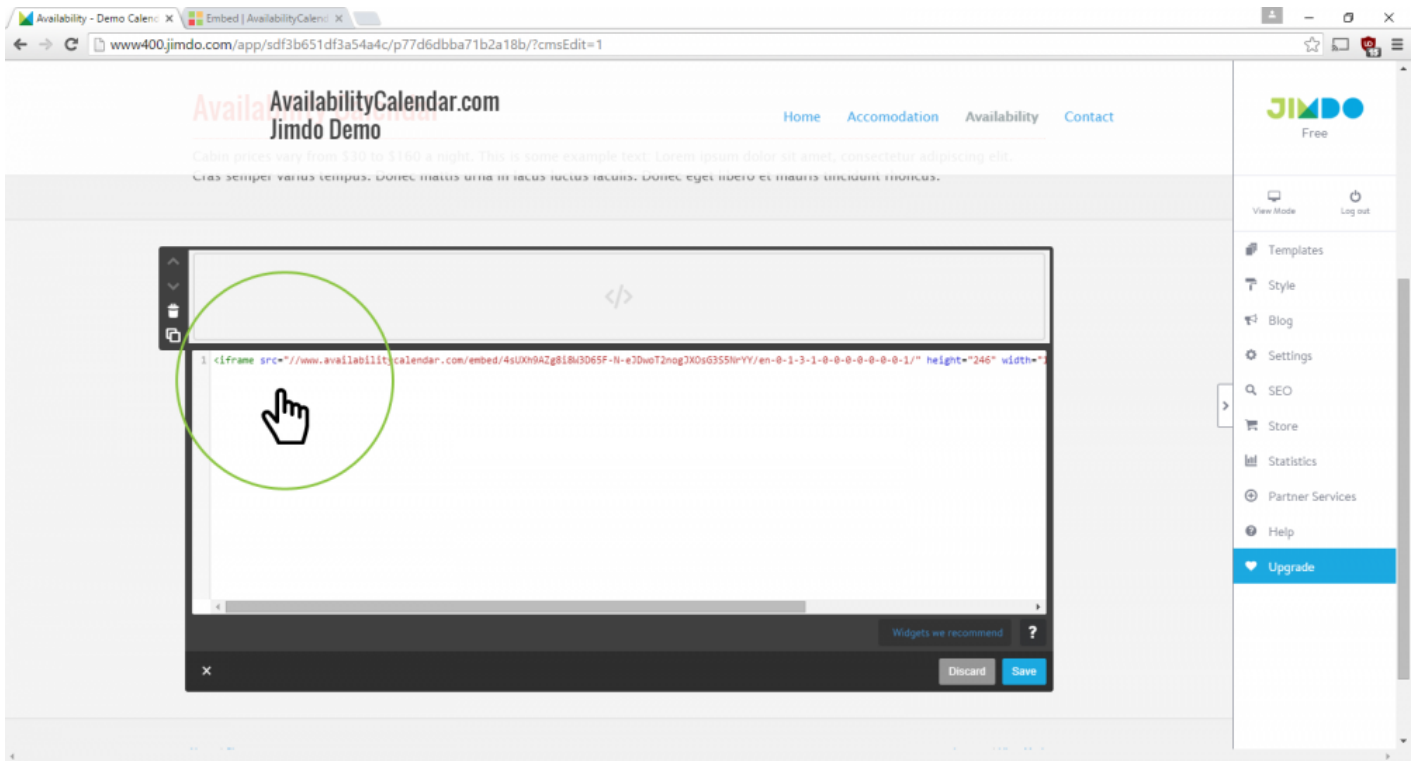 Availability - Demo Calend
Embed | AvailabilityCalend
www400.jimdo.com/app/sdf3b651df3a54a4c/p77d6dbba71b2a18b/?cmsEdit=1
AvailabilityCalendar.com
Jimdo Demo
Home Accomodation Availability Contact
Cabin prices vary from $30 to $160 a night. This is some example text. Lorem ipsum dolor sit amet, consectetur adipiscing elit.
Cras semper varius tempus. Donec mattis urna in lacus luctus iaculis. Donec eget libero et mauris tincidunt rhoncus.
</>
1 <iframe src="//www.availabilitycalendar.com/embed/4sUXh9AZg8i8W3D65F-N-eJDwoT2nogJXOsG3S5NrYY/en-0-1-3-1-0-0-0-0-0-0-0-1/" height="246" width="1
Widgets we recommend ?
Discard Save
JIMDO
Free
View Mode Log out
Templates
Style
Blog
Settings
SEO
Store
Statistics
Partner Services
Help
Upgrade